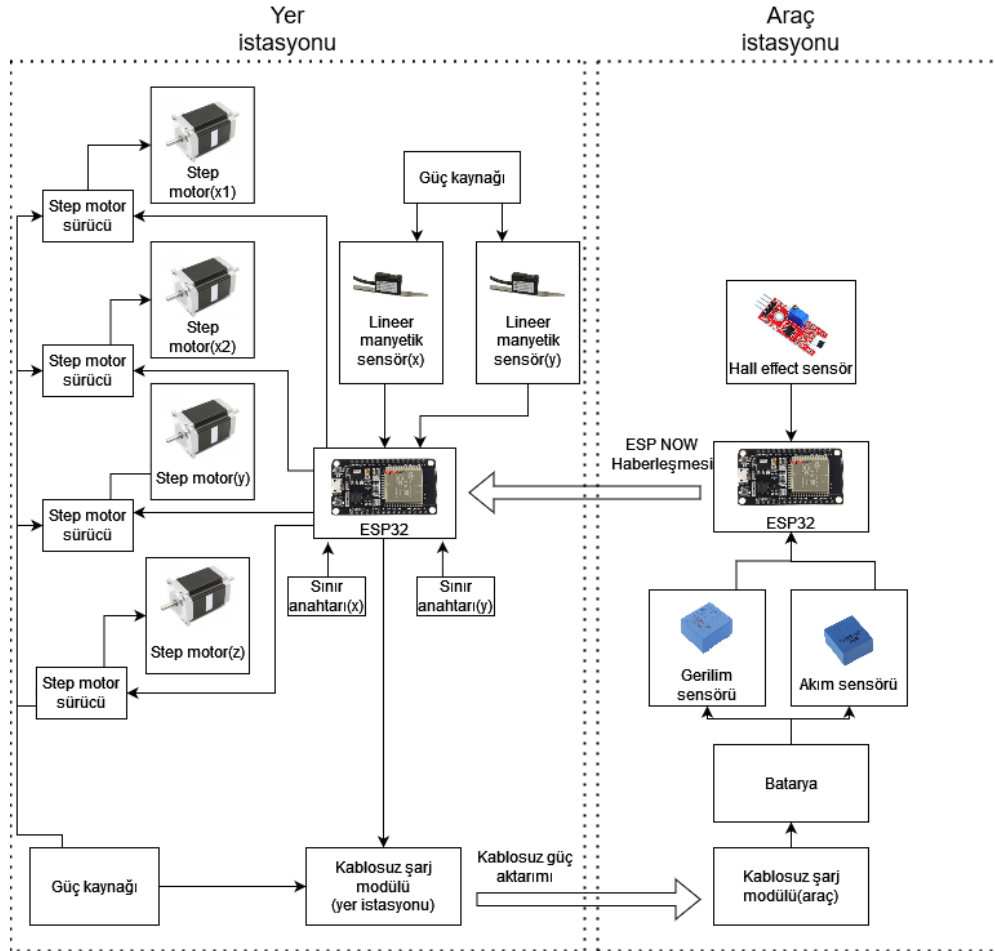 Yer
istasyonu
Araç
istasyonu
Step
motor(x1)
Step motor
sürücü
Güç kaynağı
Step
motor(x2)
Step motor
sürücü
Lineer
manyetik
sensör(x)
Lineer
manyetik
sensör(y)
Hall effect sensör
Step motor(y)
Step motor
sürücü
ESP32
ESP NOW
Haberleşmesi
ESP32
Sınır
anahtarı(x)
Sınır
anahtarı(y)
Step motor(z)
Step motor
sürücü
Gerilim
sensörü
Akım sensörü
Batarya
Güç kaynağı
Kablosuz şarj
modülü
(yer istasyonu)
Kablosuz güç
aktarımı
Kablosuz şarj
modülü(araç)